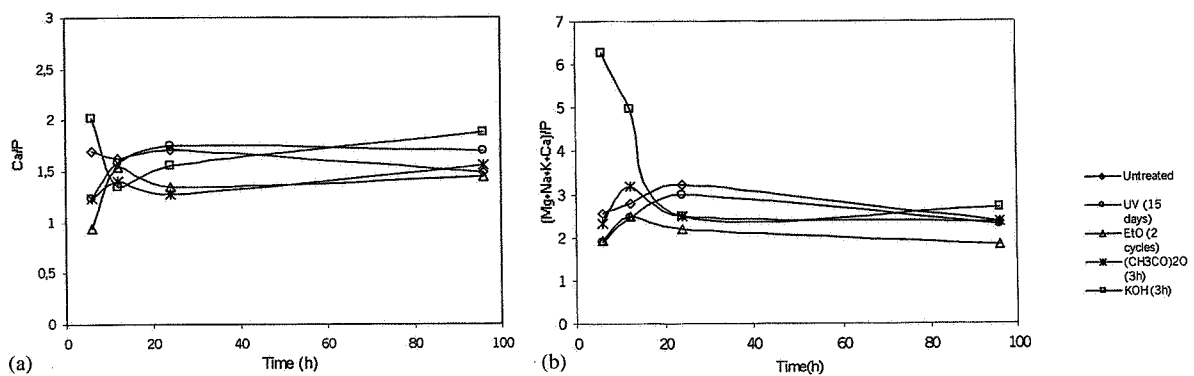 3
2,5
2
1,5
1
0,5
0
Ca/P
0 20 40 60 80 100
Time (h)
(a)
7
6
5
4
3
2
1
0
(Mg+Na+K+Ca)/P
0 20 40 60 80 100
Time(h)
(b)
Untreated
UV (15
days)
EtO (2
cycles)
(CH3CO)2O
(3h)
KOH (3h)